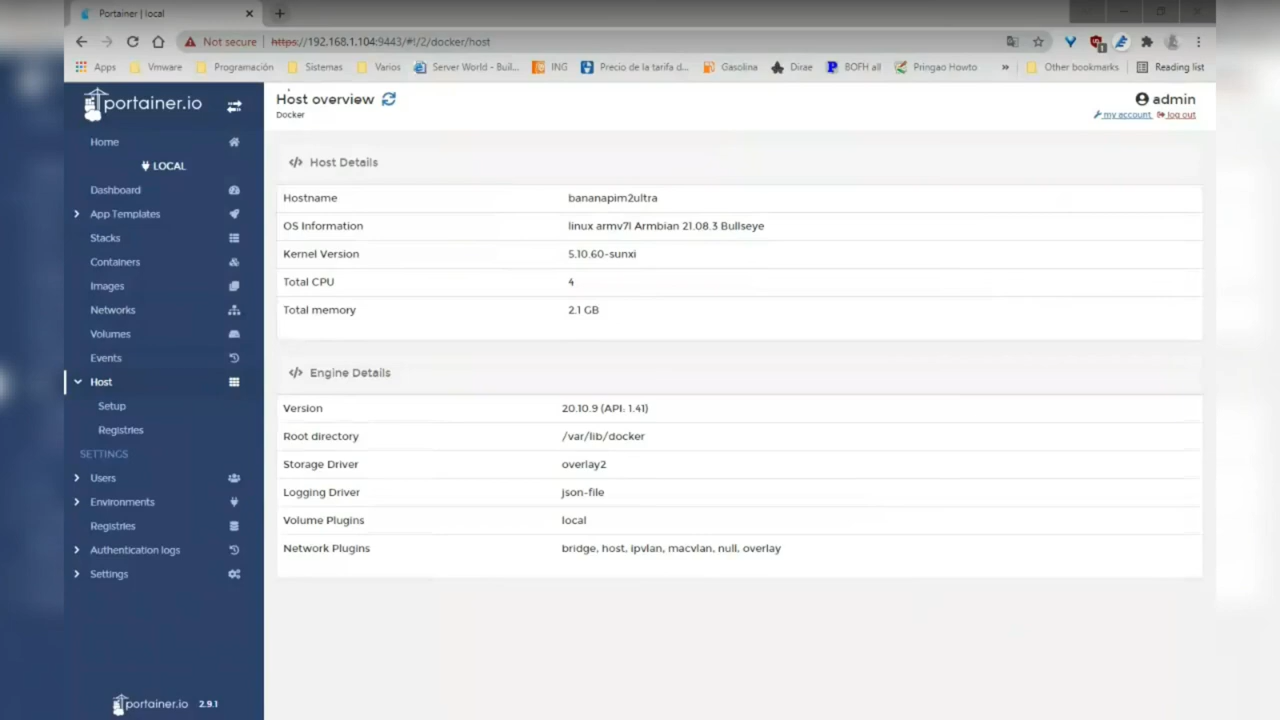 Portainer | local
Not secure https://192.168.1.104:9443/#!/2/docker/host
Apps Vmware Programación Sistemas Varios Server World - Buil... ING Precio de la tarifa d... Gasolina Dirae BOFH all Pringao Howto » Other bookmarks Reading list
portainer.io
Host overview
Docker
admin
my account log out
Home
LOCAL
Dashboard
App Templates
Stacks
Containers
Images
Networks
Volumes
Events
Host
Setup
Registries
SETTINGS
Users
Environments
Registries
Authentication logs
Settings
portainer.io 2.9.1
Host Details
Hostname bananapim2ultra
OS Information linux armv7l Armbian 21.08.3 Bullseye
Kernel Version 5.10.60-sunxi
Total CPU 4
Total memory 2.1 GB
Engine Details
Version 20.10.9 (API: 1.41)
Root directory /var/lib/docker
Storage Driver overlay2
Logging Driver json-file
Volume Plugins local
Network Plugins bridge, host, ipvlan, macvlan, null, overlay